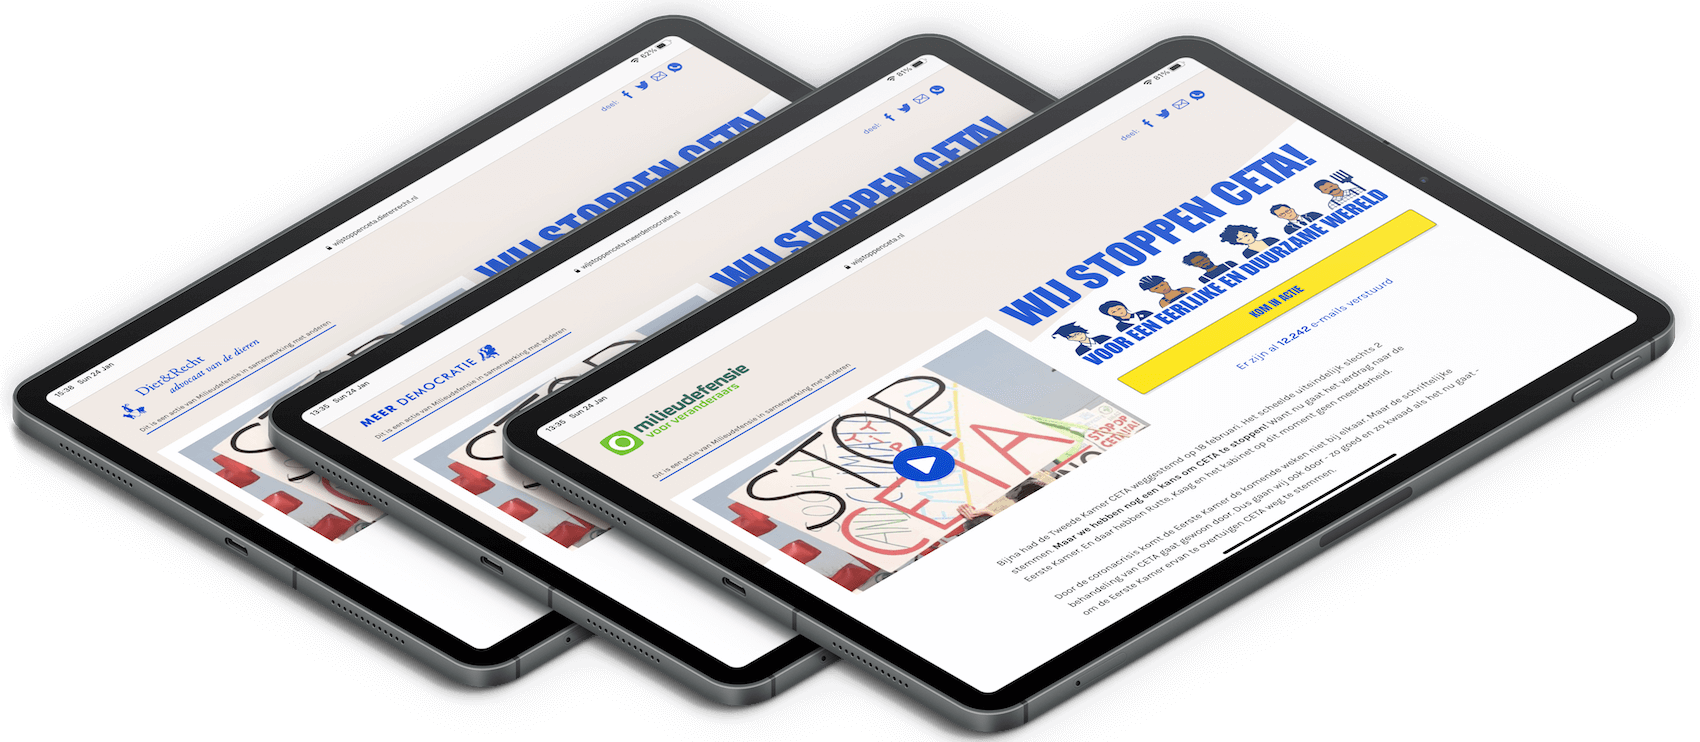 15:38 Sun 24 Jan
62%
wijstoppenceta.dierenrecht.nl
deel:
Dier&Recht
advocaat van de dieren
Dit is een actie van Milieudefensie in samenwerking met anderen
WIJ STOPPEN CETA!
13:35 Sun 24 Jan
81%
wijstoppenceta.meerdemocratie.nl
deel:
MEER DEMOCRATIE
Dit is een actie van Milieudefensie in samenwerking met anderen
WIJ STOPPEN CETA!
13:35 Sun 24 Jan
81%
wijstoppenceta.nl
deel:
milieudefensie
voor veranderaars
Dit is een actie van Milieudefensie in samenwerking met anderen
STOP
CETA
STOP
CETA
WIJ STOPPEN CETA!
VOOR EEN EERLIJKE EN DUURZAME WERELD
KOM IN ACTIE
Er zijn al 12.242 e-mails verstuurd
Bijna had de Tweede Kamer CETA weggestemd op 18 februari. Het scheelde uiteindelijk slechts 2
stemmen. Maar we hebben nog een kans om CETA te stoppen! Want nu gaat het verdrag naar de
Eerste Kamer. En daar hebben Rutte, Kaag en het kabinet op dit moment geen meerderheid.
Door de coronacrisis komt de Eerste Kamer de komende weken niet bij elkaar. Maar de schriftelijke
behandeling van CETA gaat gewoon door. Dus gaan wij ook door - zo goed en zo kwaad als het nu gaat -
om de Eerste Kamer ervan te overtuigen CETA weg te stemmen.